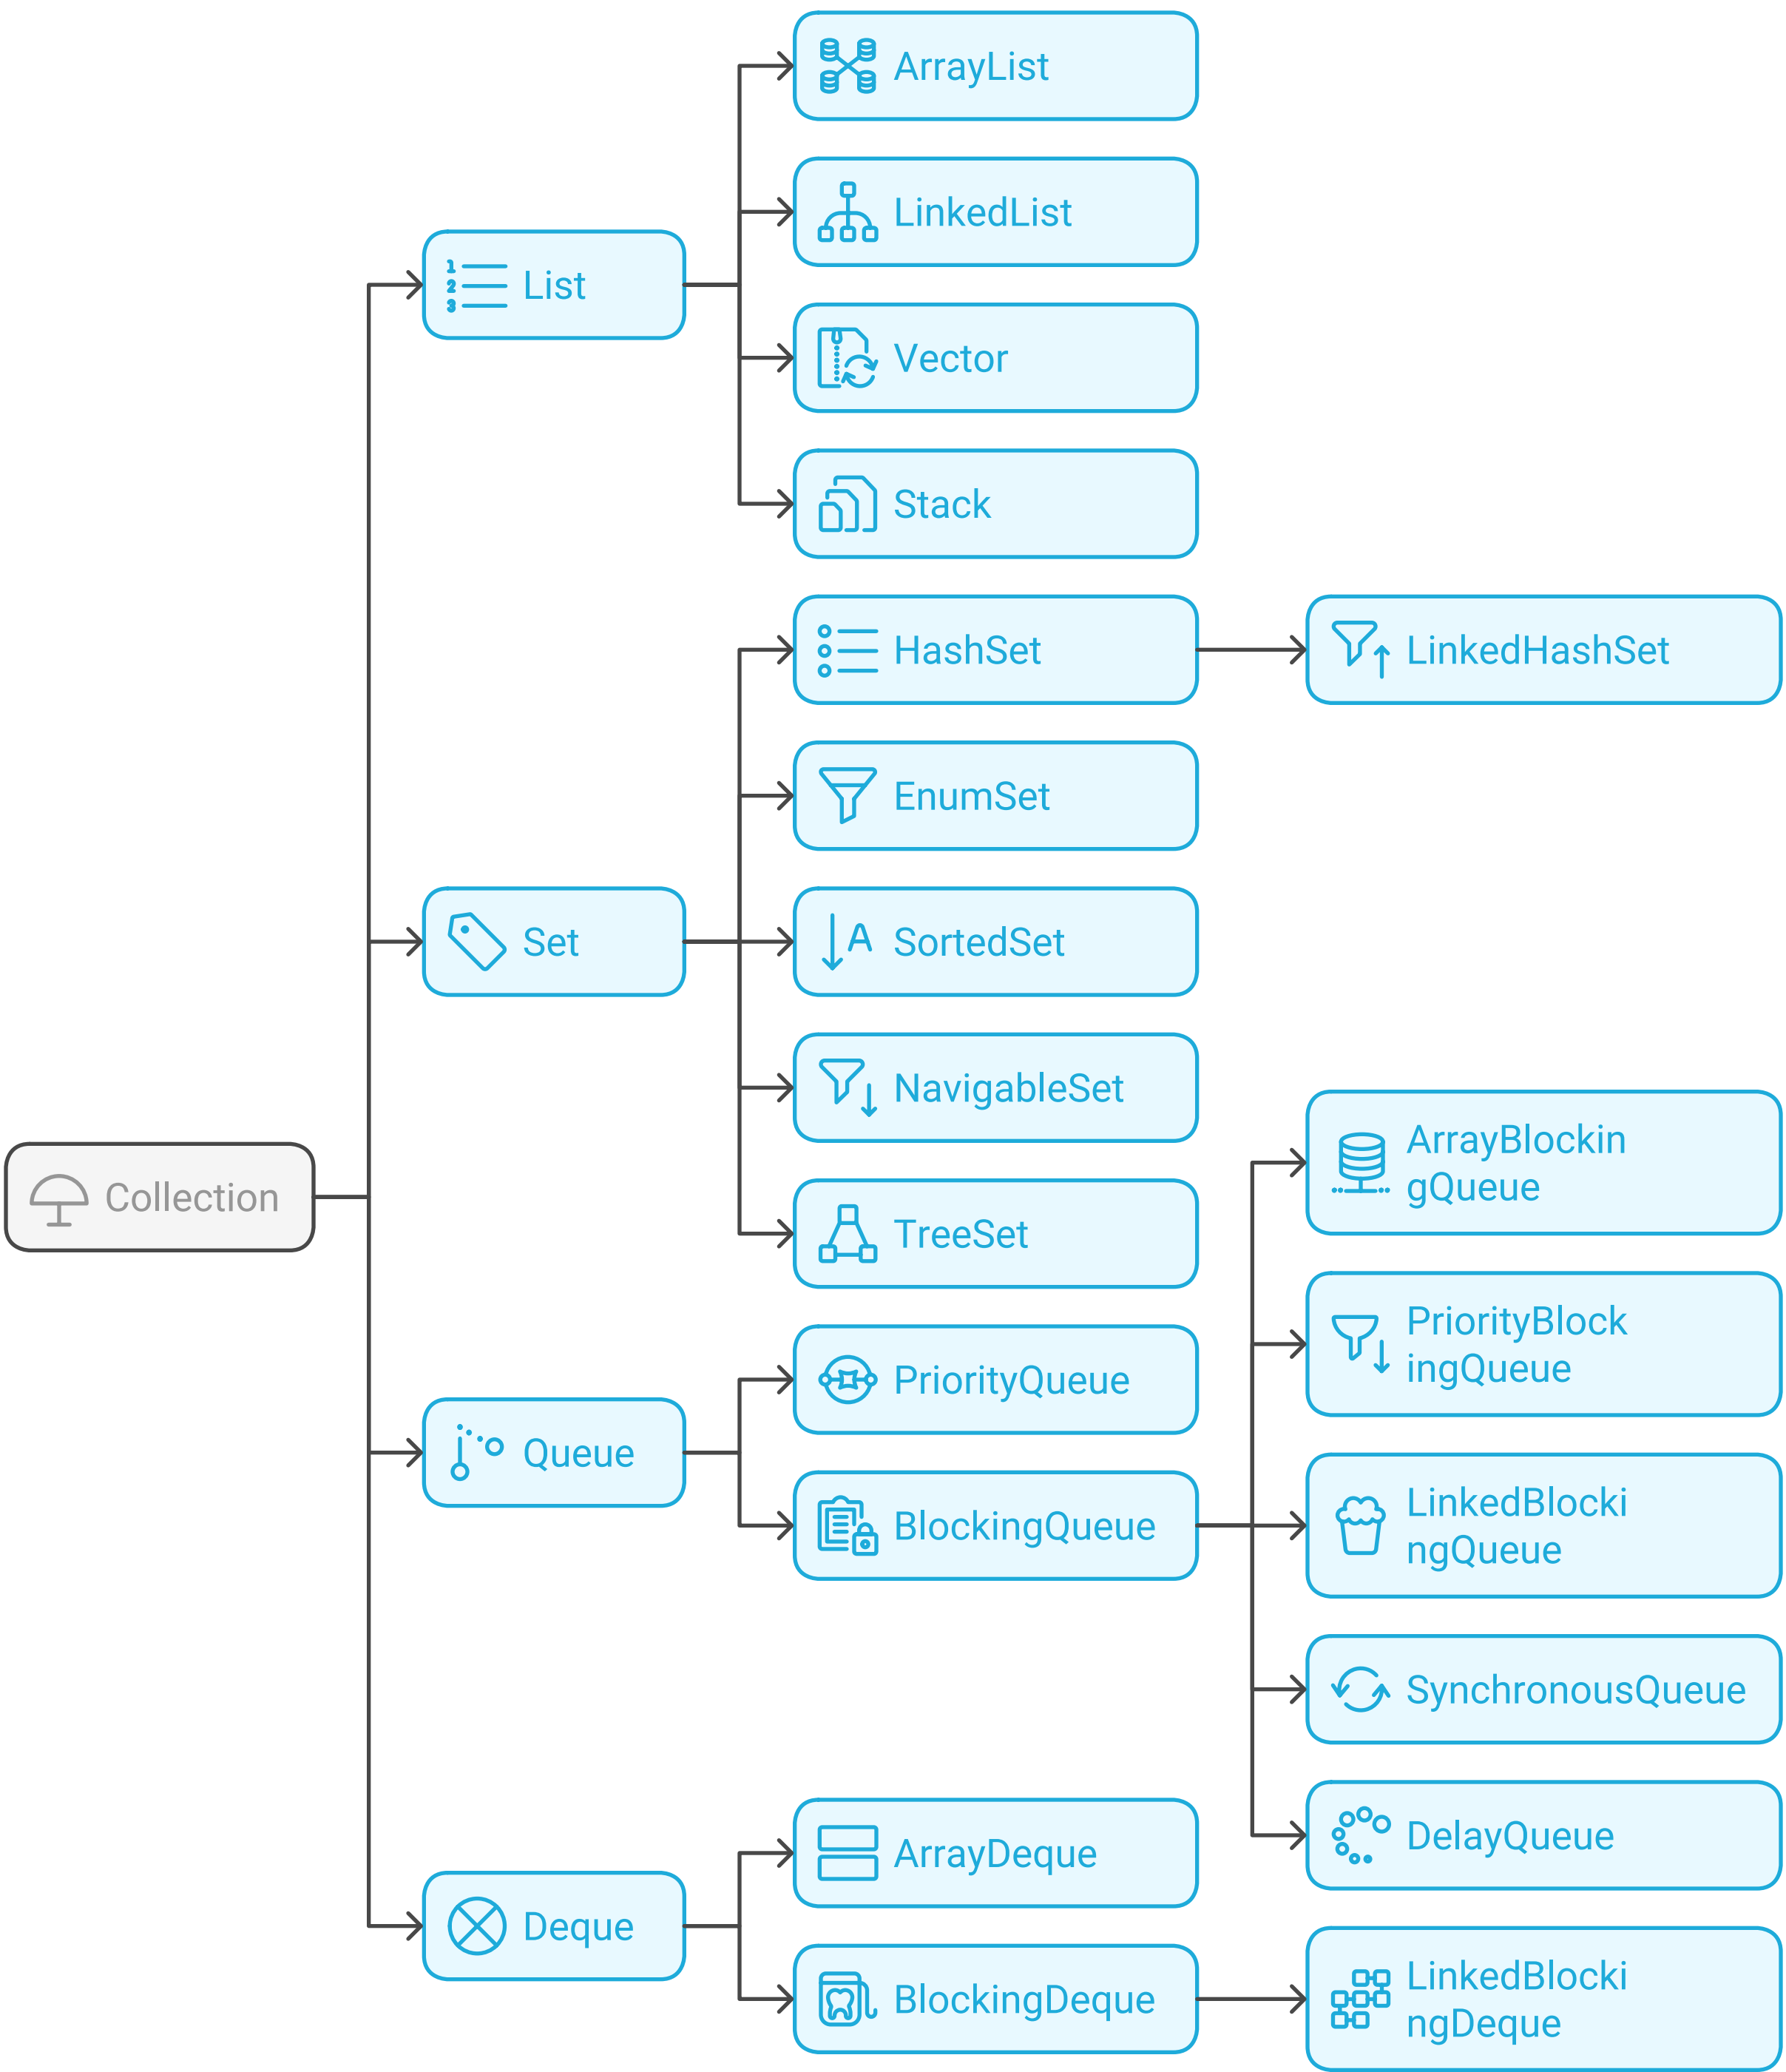 ArrayList
LinkedList
List
Vector
Stack
HashSet
LinkedHashSet
EnumSet
Set
SortedSet
NavigableSet
ArrayBlockin
gQueue
Collection
TreeSet
PriorityBlock
ingQueue
PriorityQueue
Queue
LinkedBlocki
ngQueue
BlockingQueue
SynchronousQueue
DelayQueue
ArrayDeque
Deque
BlockingDeque
LinkedBlocki
ngDeque